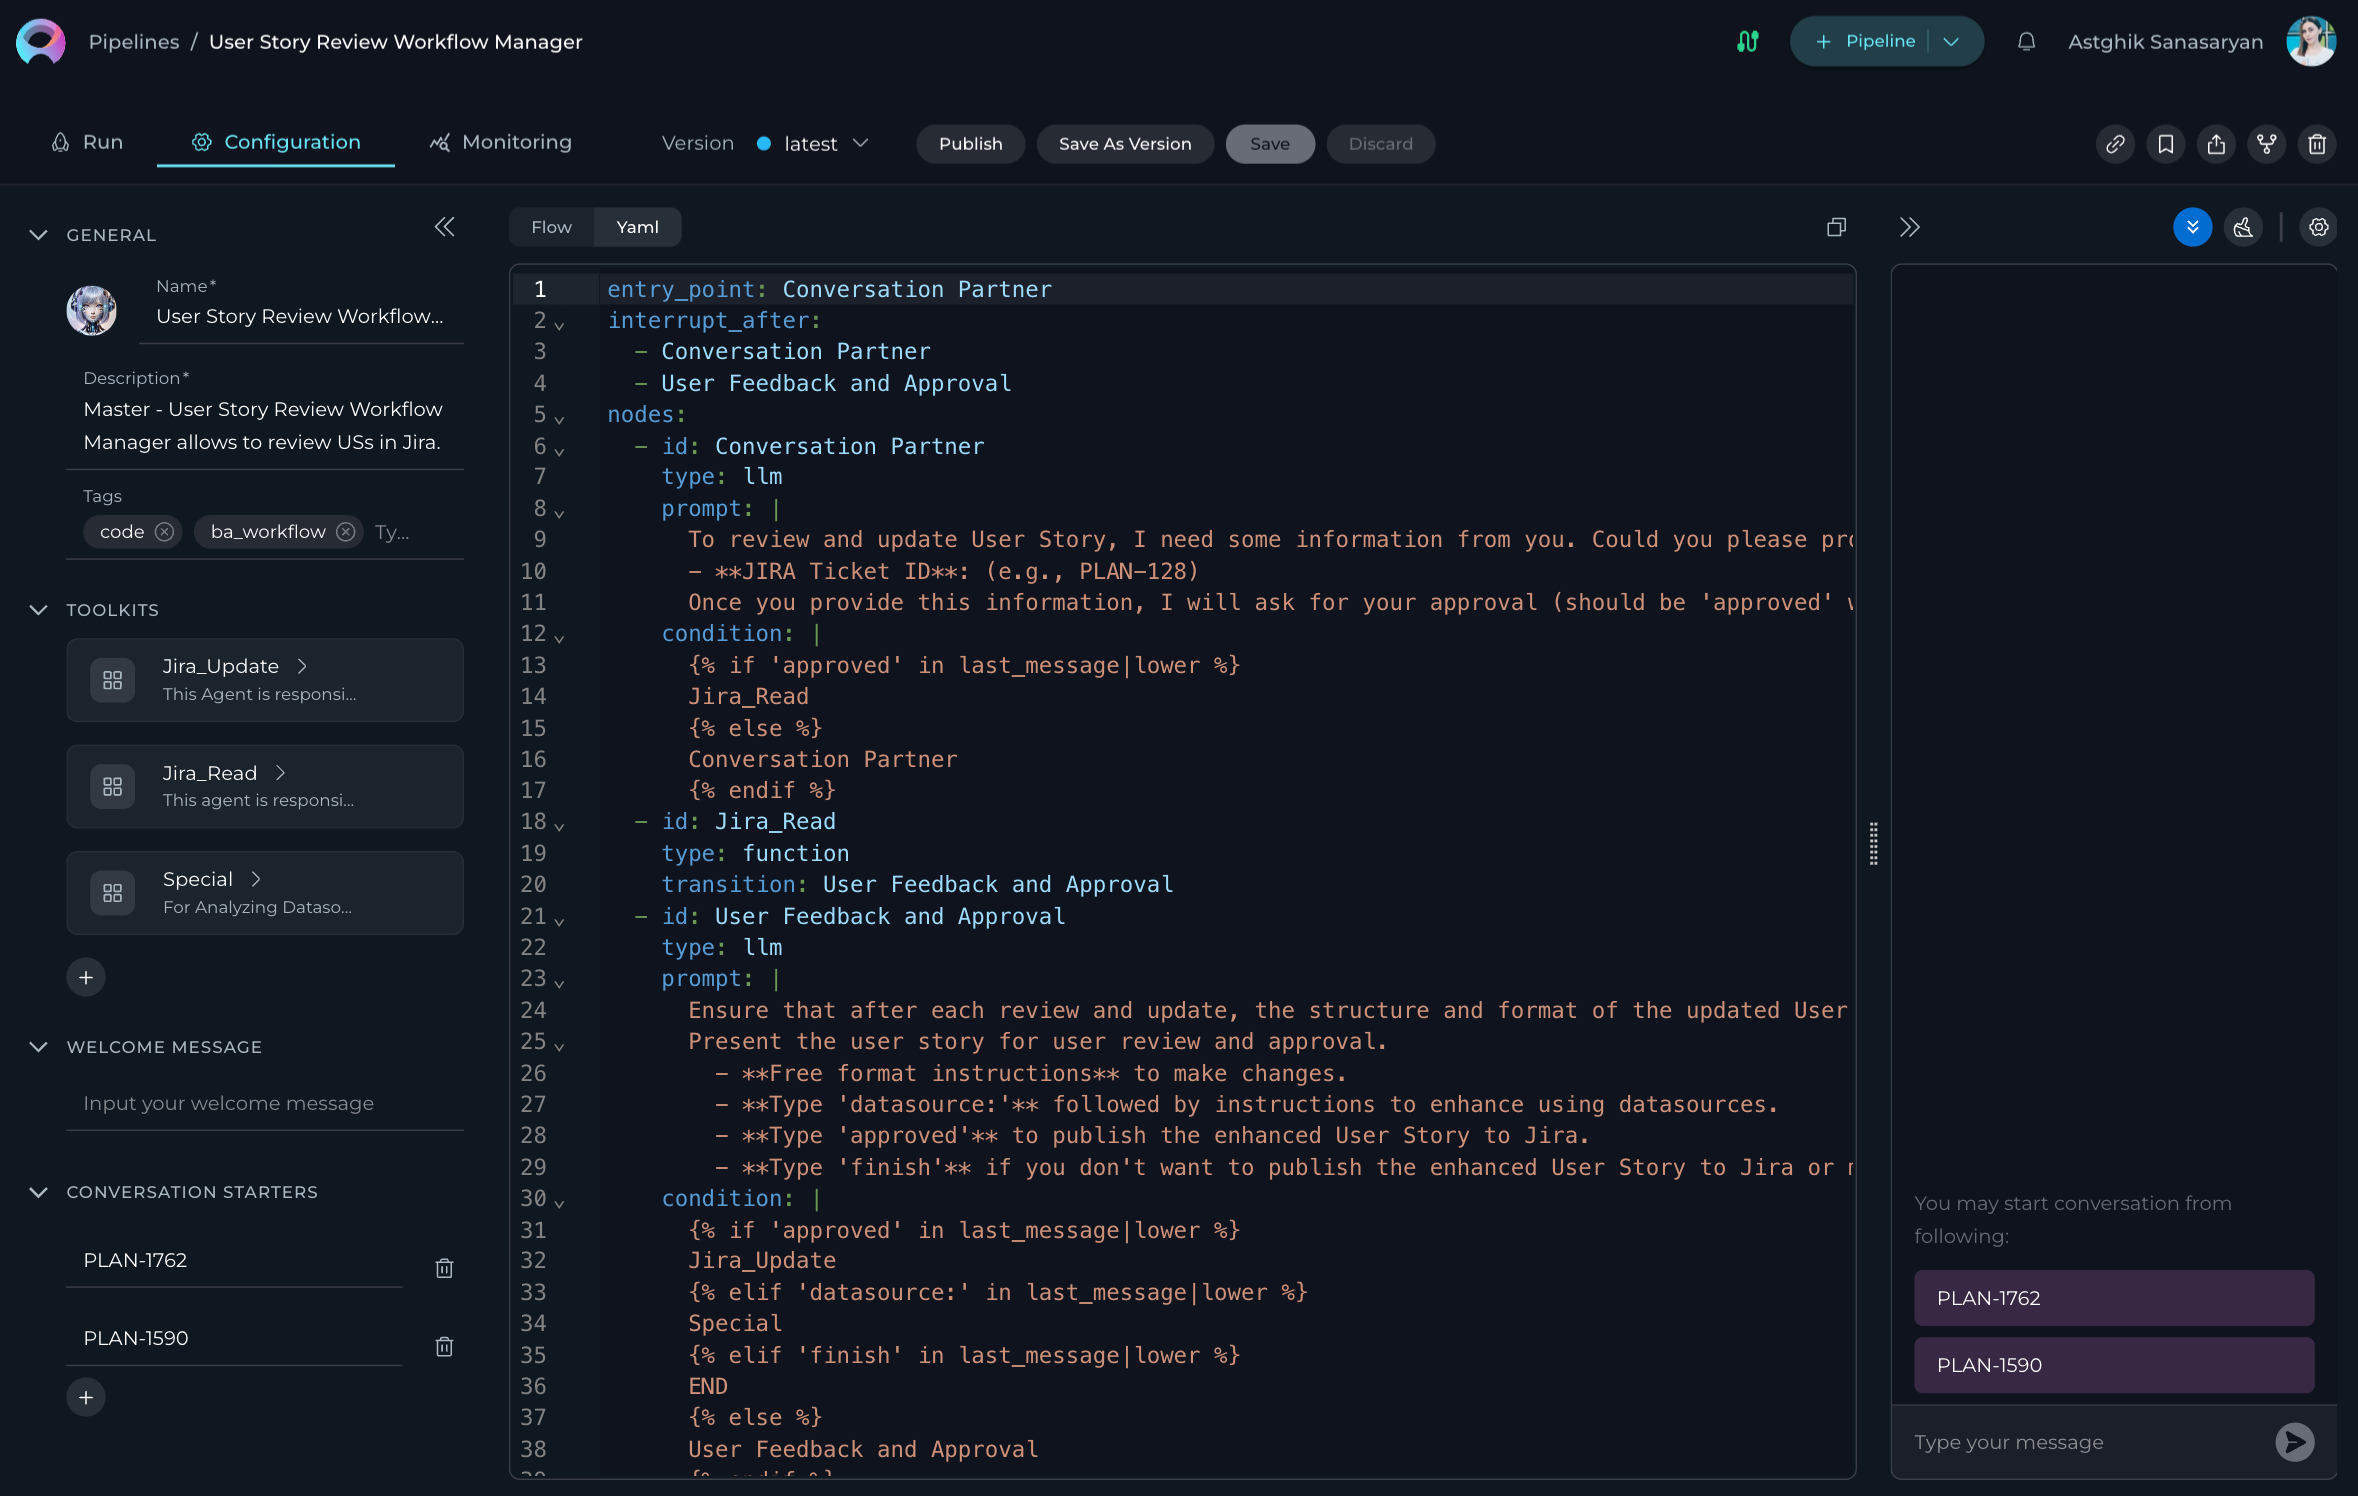 Pipelines / User Story Review Workflow Manager
+ Pipeline
Astghik Sanasaryan
Run
Configuration
Monitoring
Version latest
Publish
Save As Version
Save
Discard
GENERAL
Name*
User Story Review Workflow...
Description*
Master - User Story Review Workflow
Manager allows to review USs in Jira.
Tags
code ba_workflow Ty...
TOOLKITS
Jira_Update
This Agent is responsi...
Jira_Read
This agent is responsi...
Special
For Analyzing Dataso...
WELCOME MESSAGE
Input your welcome message
CONVERSATION STARTERS
PLAN-1762
PLAN-1590
Flow Yaml
1 entry_point: Conversation Partner
2 interrupt_after:
3 - Conversation Partner
4 - User Feedback and Approval
5 nodes:
6 - id: Conversation Partner
7 type: llm
8 prompt: |
9 To review and update User Story, I need some information from you. Could you please pro
10 - **JIRA Ticket ID**: (e.g., PLAN-128)
11 Once you provide this information, I will ask for your approval (should be 'approved'
12 condition: |
13 {% if 'approved' in last_message|lower %}
14 Jira_Read
15 {% else %}
16 Conversation Partner
17 {% endif %}
18 - id: Jira_Read
19 type: function
20 transition: User Feedback and Approval
21 - id: User Feedback and Approval
22 type: llm
23 prompt: |
24 Ensure that after each review and update, the structure and format of the updated User
25 Present the user story for user review and approval.
26 - **Free format instructions** to make changes.
27 - **Type 'datasource:'** followed by instructions to enhance using datasources.
28 - **Type 'approved'** to publish the enhanced User Story to Jira.
29 - **Type 'finish'** if you don't want to publish the enhanced User Story to Jira or
30 condition: |
31 {% if 'approved' in last_message|lower %}
32 Jira_Update
33 {% elif 'datasource:' in last_message|lower %}
34 Special
35 {% elif 'finish' in last_message|lower %}
36 END
37 {% else %}
38 User Feedback and Approval
You may start conversation from
following:
PLAN-1762
PLAN-1590
Type your message